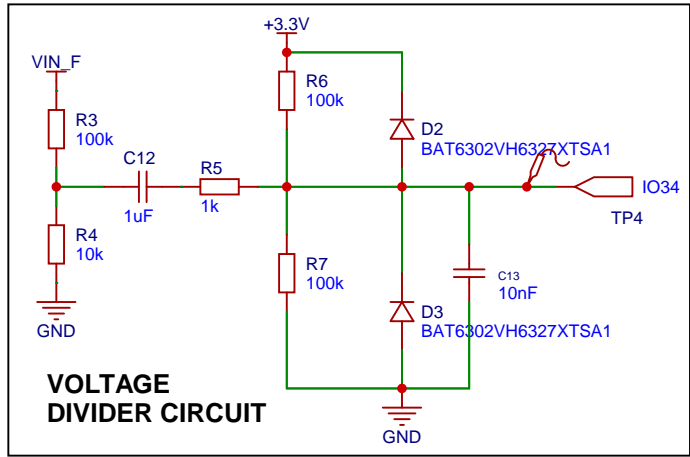 +3.3V
VIN_F
R6
100k
R3
100k
D2
BAT6302VH6327XTSA1
C12
1uF
R5
1k
IO34
TP4
R4
10k
R7
100k
C13
10nF
D3
BAT6302VH6327XTSA1
GND
VOLTAGE
DIVIDER CIRCUIT
GND